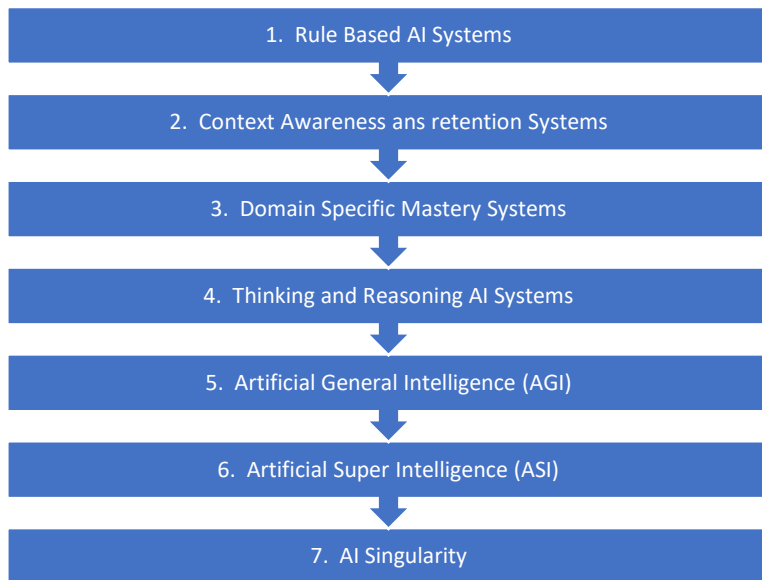 1. Rule Based AI Systems
2. Context Awareness ans retention Systems
3. Domain Specific Mastery Systems
4. Thinking and Reasoning AI Systems
5. Artificial General Intelligence (AGI)
6. Artificial Super Intelligence (ASI)
7. AI Singularity